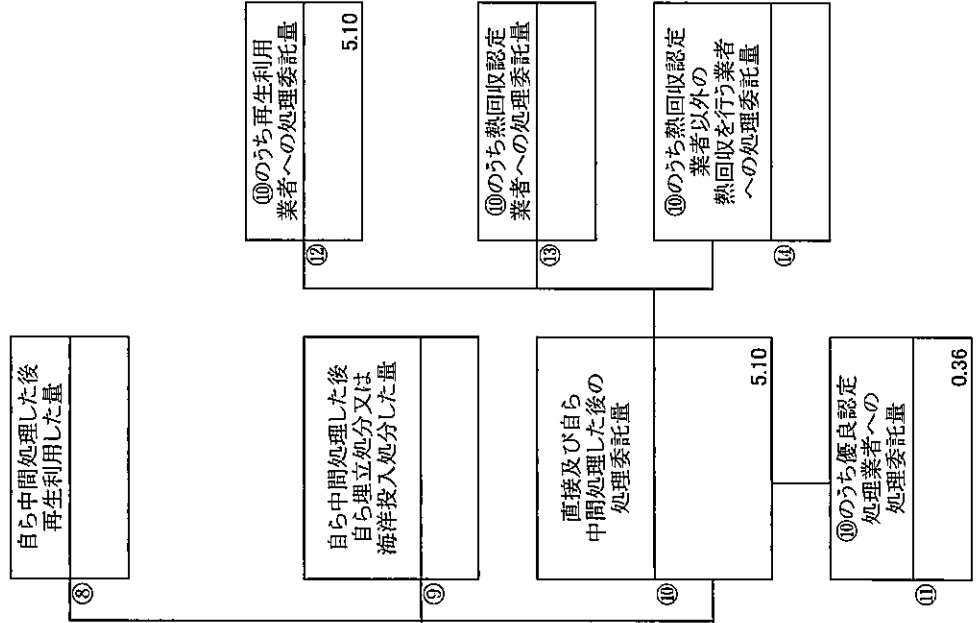 ⑧
自ら中間処理した後
再生利用した量
⑨
自ら中間処理した後
自ら埋立処分又は
海洋投入処分した量
⑩
直接及び自ら
中間処理した後の
処理委託量
5.10
⑪
⑩のうち優良認定
処理業者への
処理委託量
0.36
⑫
⑩のうち再生利用
業者への処理委託量
5.10
⑬
⑩のうち熱回収認定
業者への処理委託量
⑭
⑩のうち熱回収認定
業者以外の
熱回収を行う業者
への処理委託量